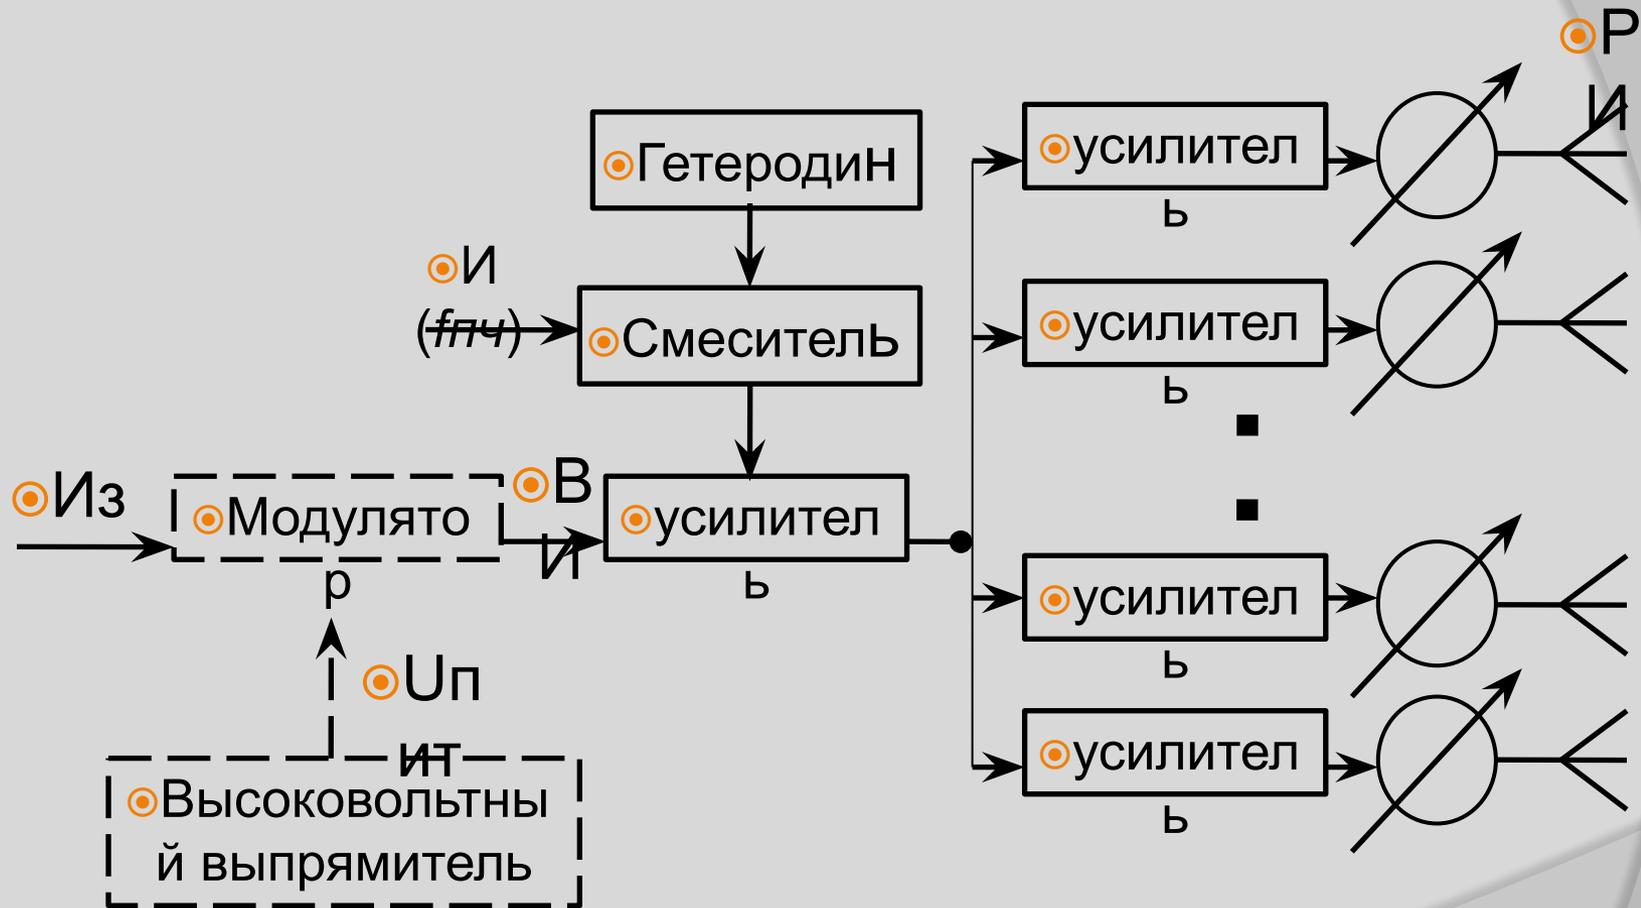 Р
И
Гетеродин
усилител
ь
И
(fпч)
Смеситель
усилител
ь
Из
Модулято
р
В
И
усилител
ь
усилител
ь
Uп
ит
Высоковольтны
й выпрямитель
усилител
ь